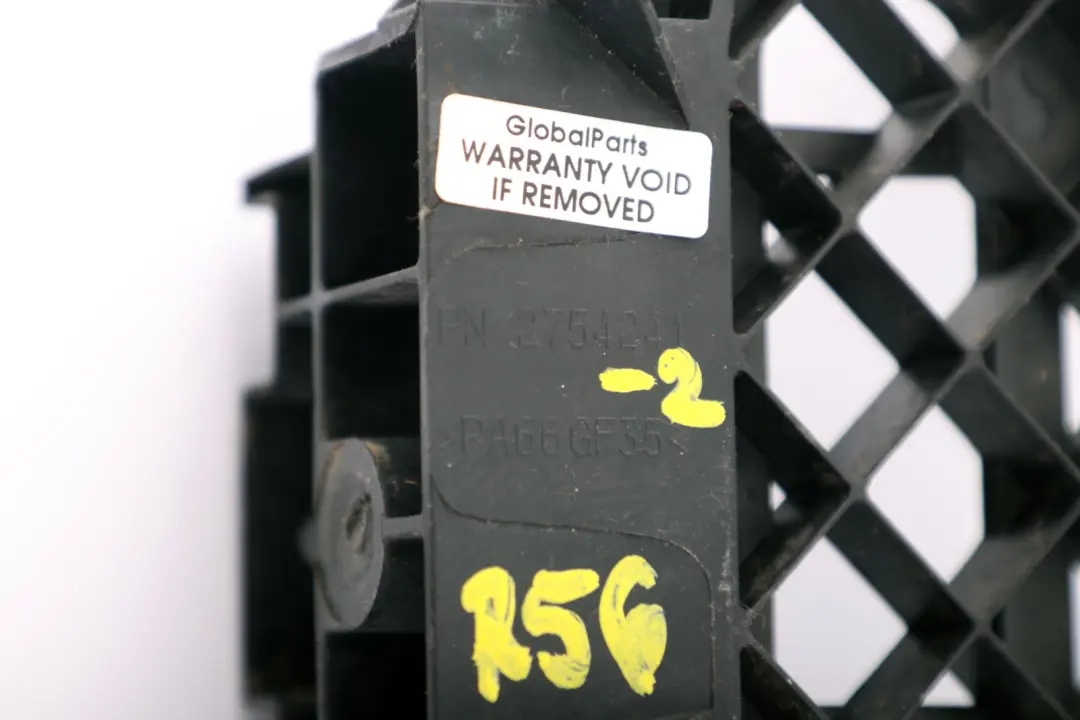 GlobalParts
WARRANTY VOID
IF REMOVED
PN 2754241
-2
>PA66GF35<
R56